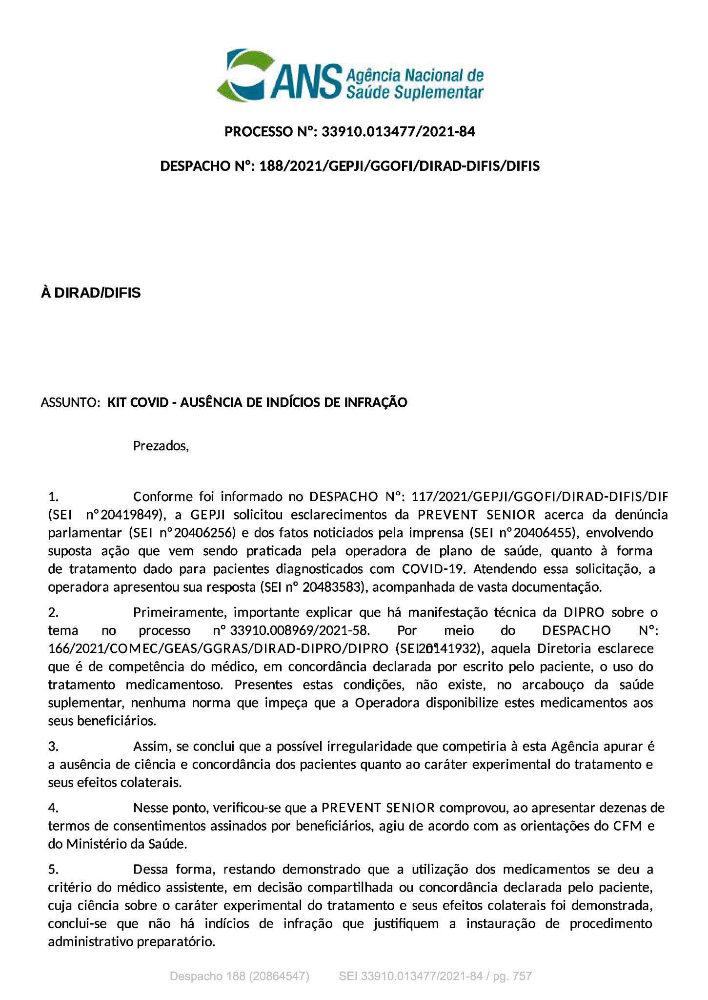 ANS Agência Nacional de
Saúde Suplementar
PROCESSO Nº: 33910.013477/2021-84
DESPACHO Nº: 188/2021/GEPJI/GGOFI/DIRAD-DIFIS/DIFIS
À DIRAD/DIFIS
ASSUNTO: KIT COVID - AUSÊNCIA DE INDÍCIOS DE INFRAÇÃO
Prezados,
1. Conforme foi informado no DESPACHO Nº: 117/2021/GEPJI/GGOFI/DIRAD-DIFIS/DIF
(SEI nº 20419849), a GEPJI solicitou esclarecimentos da PREVENT SENIOR acerca da denúncia
parlamentar (SEI nº 20406256) e dos fatos noticiados pela imprensa (SEI nº 20406455), envolvendo
suposta ação que vem sendo praticada pela operadora de plano de saúde, quanto à forma
de tratamento dado para pacientes diagnosticados com COVID-19. Atendendo essa solicitação, a
operadora apresentou sua resposta (SEI nº 20483583), acompanhada de vasta documentação.
2. Primeiramente, importante explicar que há manifestação técnica da DIPRO sobre o
tema no processo nº 33910.008969/2021-58. Por meio do DESPACHO Nº:
166/2021/COMEC/GEAS/GGRAS/DIRAD-DIPRO/DIPRO (SEI nº 20141932), aquela Diretoria esclarece
que é de competência do médico, em concordância declarada por escrito pelo paciente, o uso do
tratamento medicamentoso. Presentes estas condições, não existe, no arcabouço da saúde
suplementar, nenhuma norma que impeça que a Operadora disponibilize estes medicamentos aos
seus beneficiários.
3. Assim, se conclui que a possível irregularidade que competiria à esta Agência apurar é
a ausência de ciência e concordância dos pacientes quanto ao caráter experimental do tratamento e
seus efeitos colaterais.
4. Nesse ponto, verificou-se que a PREVENT SENIOR comprovou, ao apresentar dezenas de
termos de consentimentos assinados por beneficiários, agiu de acordo com as orientações do CFM e
do Ministério da Saúde.
5. Dessa forma, restando demonstrado que a utilização dos medicamentos se deu a
critério do médico assistente, em decisão compartilhada ou concordância declarada pelo paciente,
cuja ciência sobre o caráter experimental do tratamento e seus efeitos colaterais foi demonstrada,
conclui-se que não há indícios de infração que justifiquem a instauração de procedimento
administrativo preparatório.
Despacho 188 (20864547) SEI 33910.013477/2021-84 / pg. 757